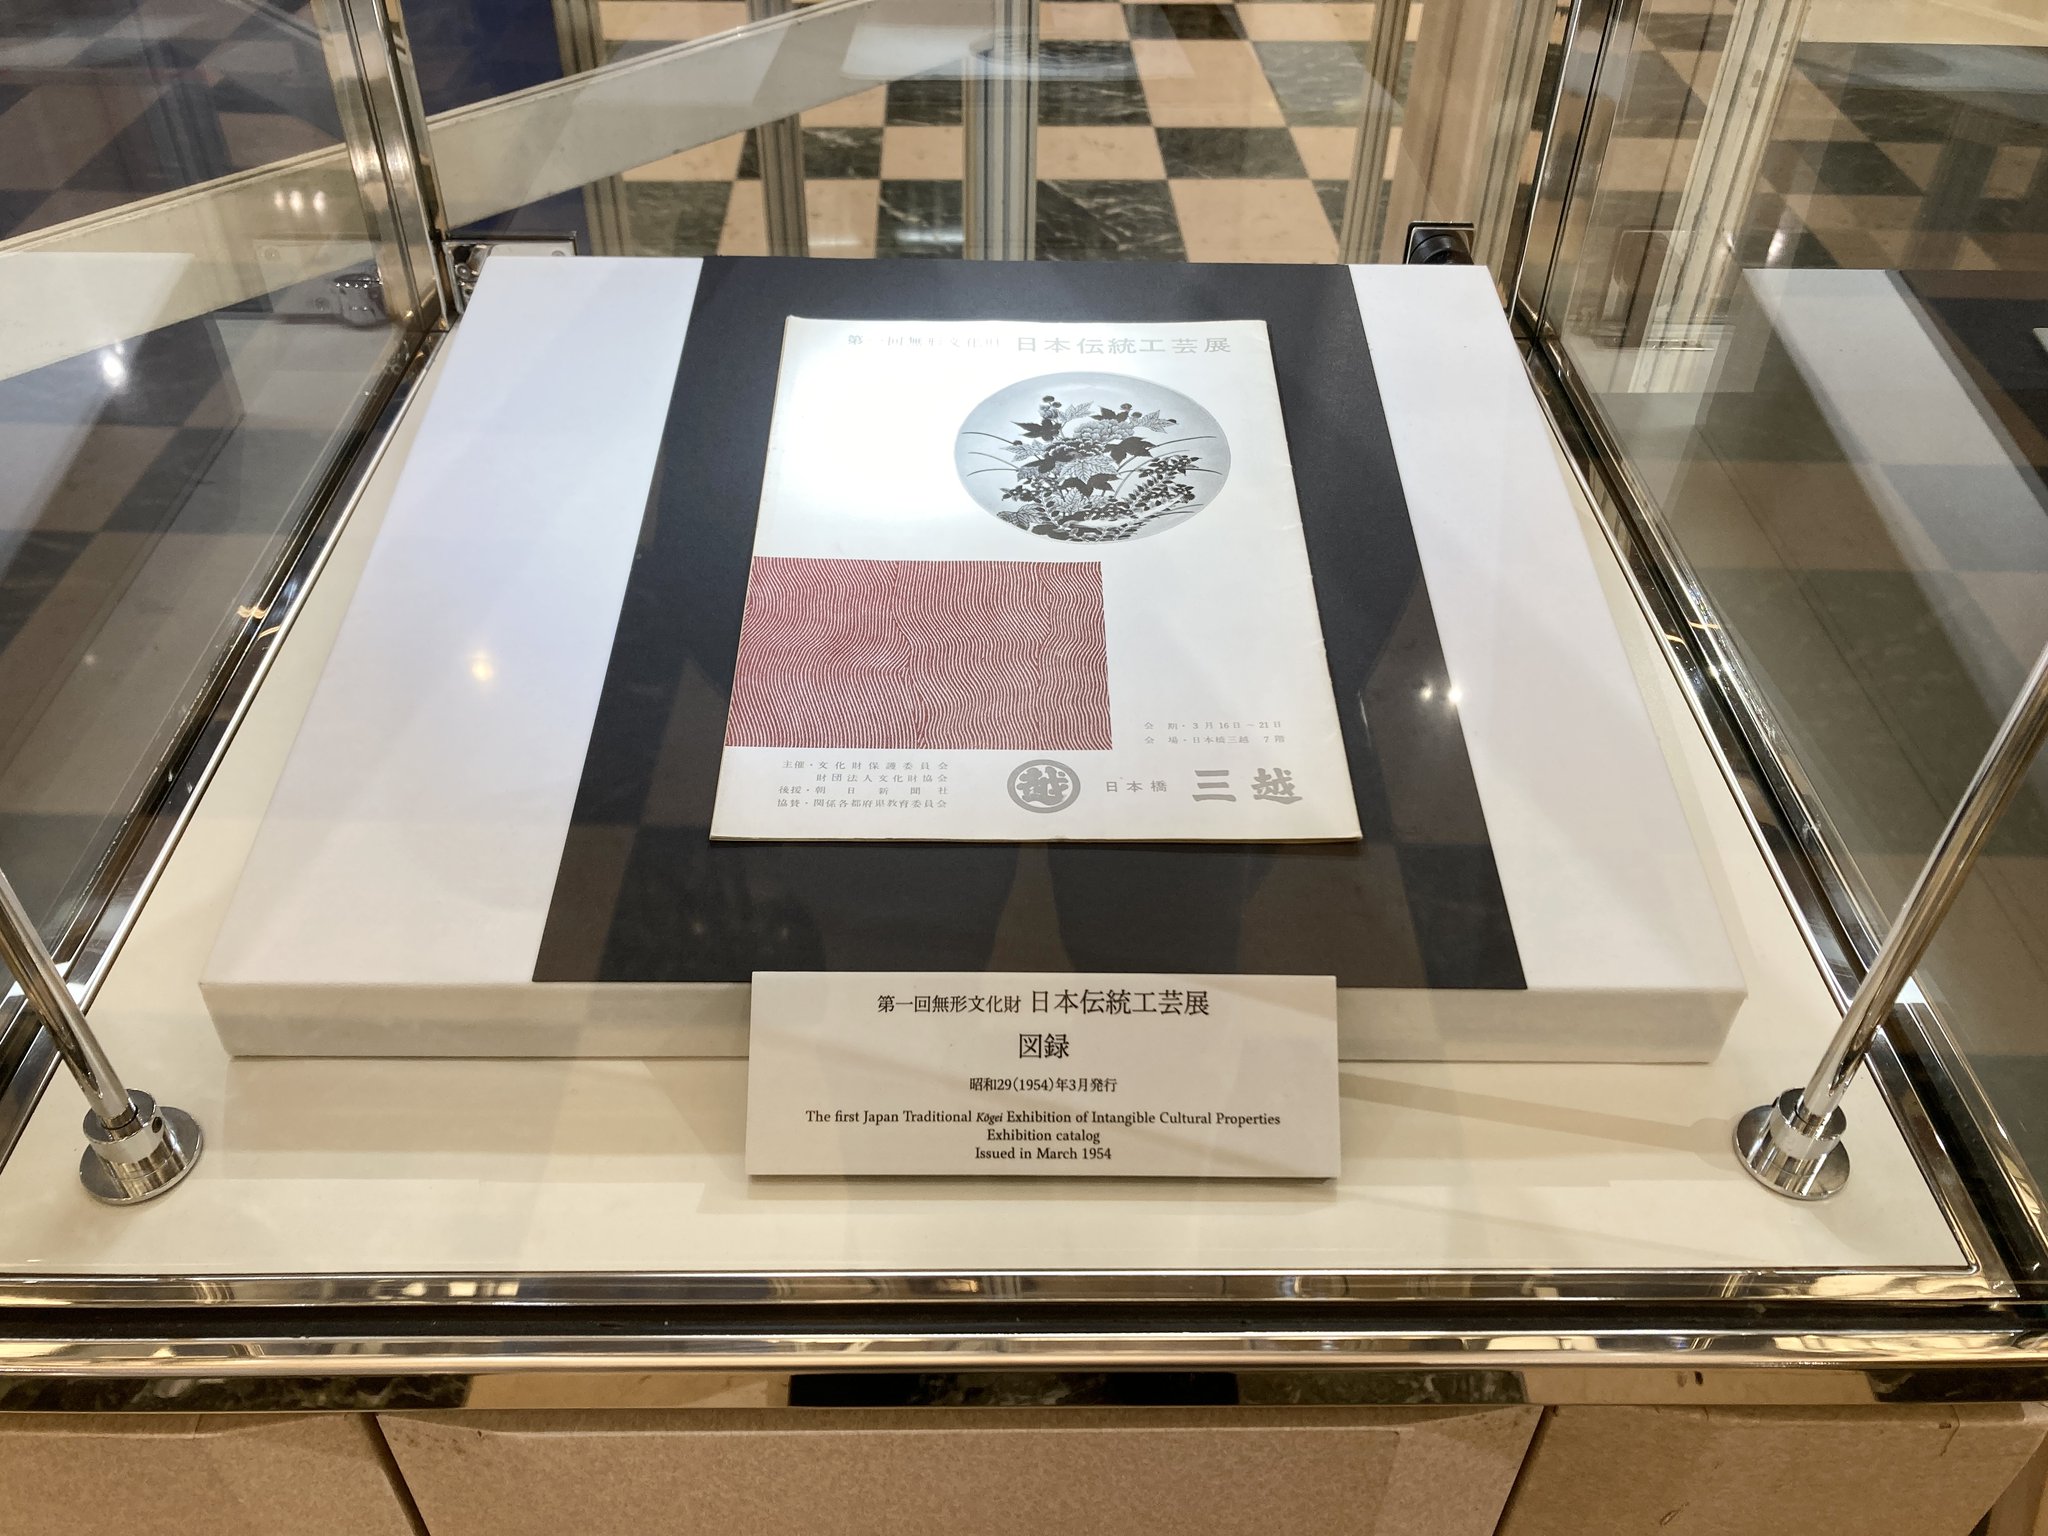 第一回無形文化財 日本伝統工芸展
会 期・3月16日～21日
会 場・日本橋三越 7階
主催・文化財保護委員会
財団法人文化財協会
後援・朝日新聞社
協賛・関係各都府県教育委員会
越 日本橋 三越
第一回無形文化財 日本伝統工芸展
図録
昭和29(1954)年3月発行
The first Japan Traditional Kōgei Exhibition of Intangible Cultural Properties
Exhibition catalog
Issued in March 1954